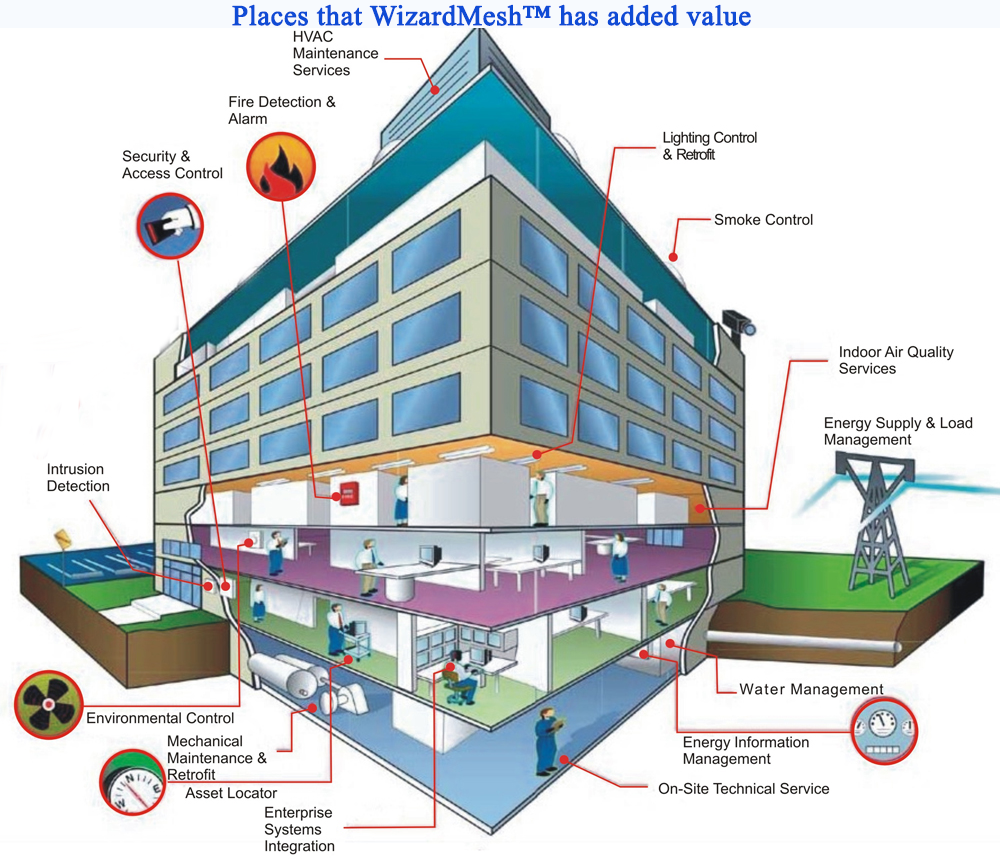 Places that WizardMesh™ has added value
HVAC
Maintenance
Services
Fire Detection &
Alarm
Security &
Access Control
Lighting Control
& Retrofit
Smoke Control
Indoor Air Quality
Services
Energy Supply & Load
Management
Intrusion
Detection
Environmental Control
Mechanical
Maintenance &
Retrofit
Asset Locator
N
E
W
Enterprise
Systems
Integration
Water Management
Energy Information
Management
On-Site Technical Service